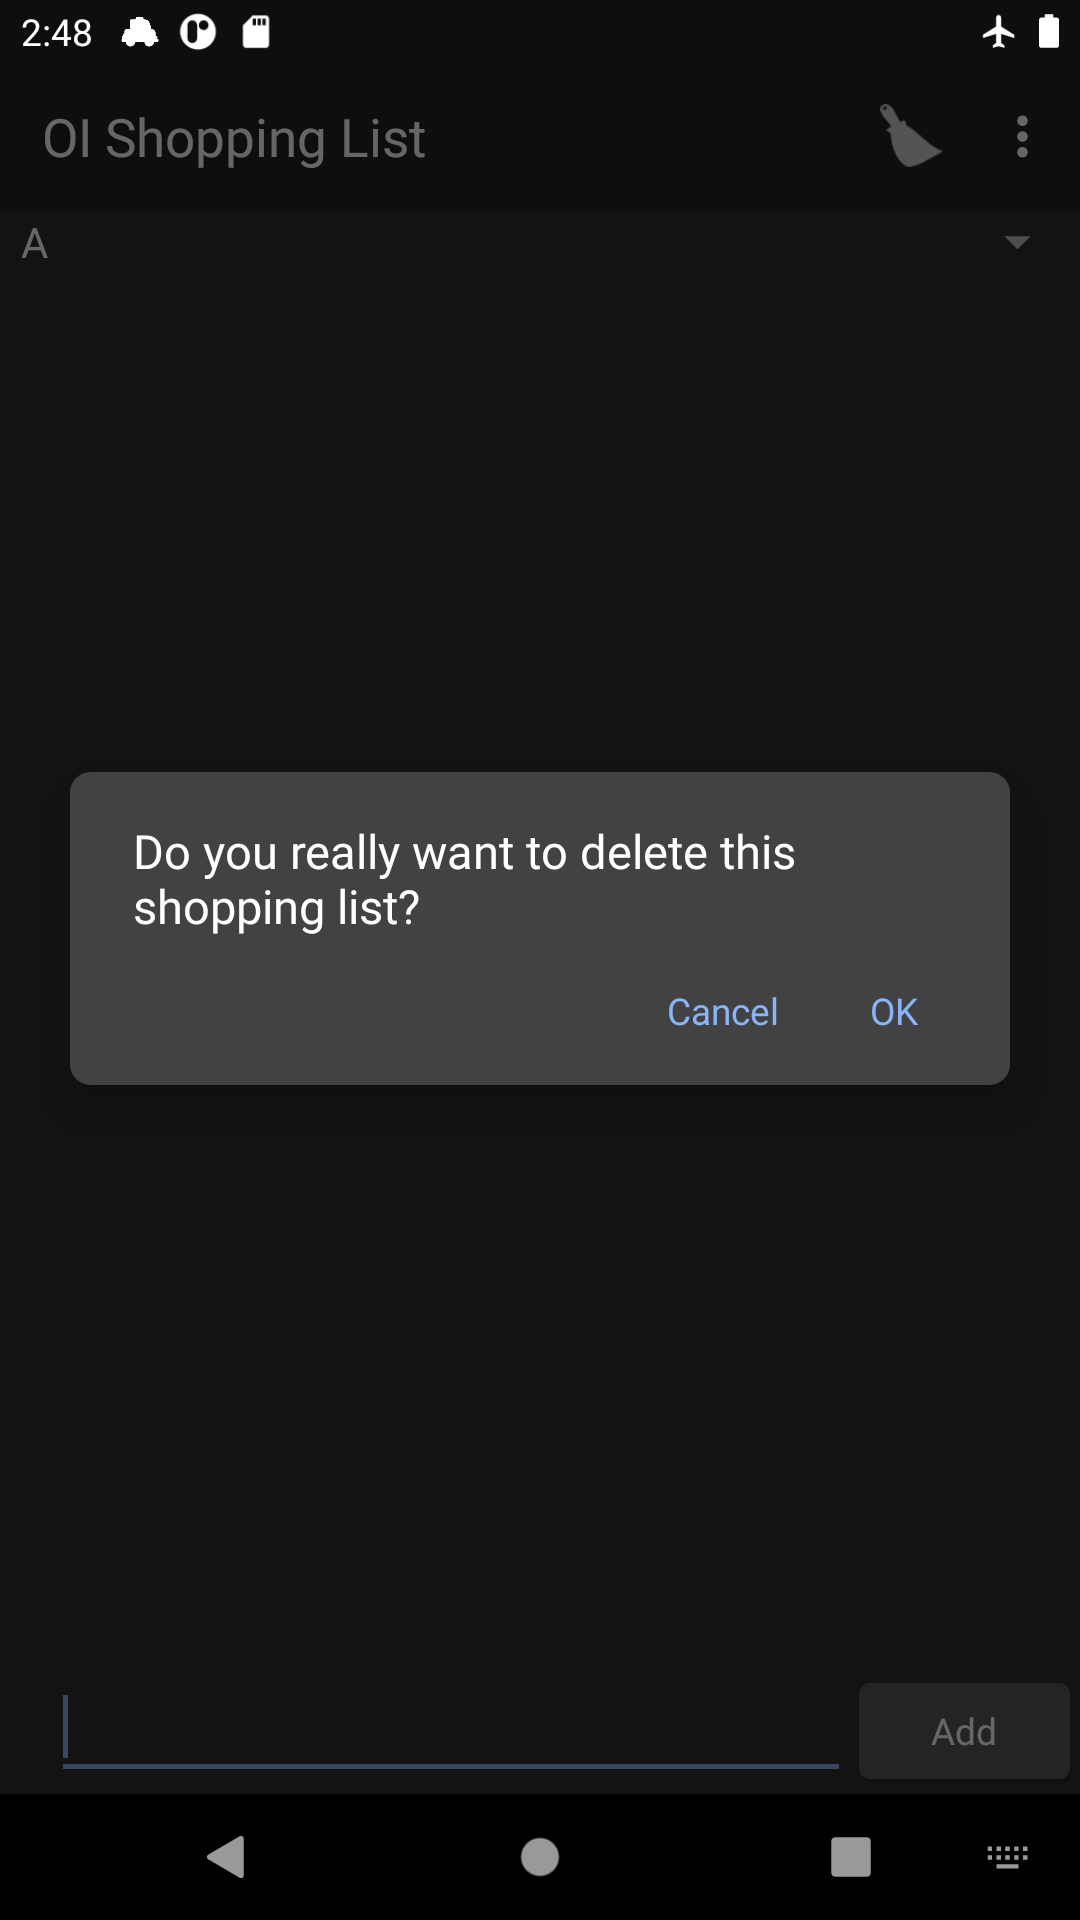 2:48
OI Shopping List
A
Do you really want to delete this
shopping list?
Cancel OK
Add